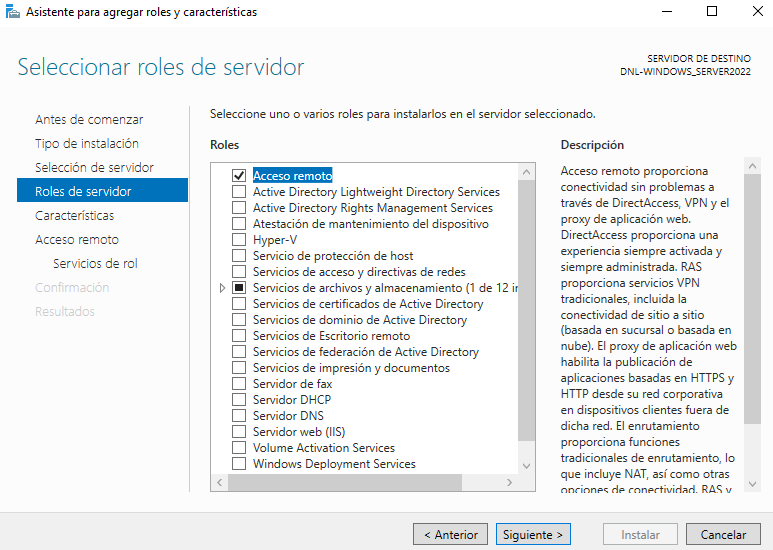 Asistente para agregar roles y características
Seleccionar roles de servidor
SERVIDOR DE DESTINO
DNL-WINDOWS_SERVER2022
Antes de comenzar
Tipo de instalación
Selección de servidor
Roles de servidor
Características
Acceso remoto
Servicios de rol
Confirmación
Resultados
Seleccione uno o varios roles para instalarlos en el servidor seleccionado.
Roles
Acceso remoto
Active Directory Lightweight Directory Services
Active Directory Rights Management Services
Atestación de mantenimiento del dispositivo
Hyper-V
Servicio de protección de host
Servicios de acceso y directivas de redes
Servicios de archivos y almacenamiento (1 de 12 in
Servicios de certificados de Active Directory
Servicios de dominio de Active Directory
Servicios de Escritorio remoto
Servicios de federación de Active Directory
Servicios de impresión y documentos
Servidor de fax
Servidor DHCP
Servidor DNS
Servidor web (IIS)
Volume Activation Services
Windows Deployment Services
Descripción
Acceso remoto proporciona
conectividad sin problemas a
través de DirectAccess, VPN y el
proxy de aplicación web.
DirectAccess proporciona una
experiencia siempre activada y
siempre administrada. RAS
proporciona servicios VPN
tradicionales, incluida la
conectividad de sitio a sitio
(basada en sucursal o basada en
nube). El proxy de aplicación web
habilita la publicación de
aplicaciones basadas en HTTPS y
HTTP desde su red corporativa
en dispositivos clientes fuera de
dicha red. El enrutamiento
proporciona funciones
tradicionales de enrutamiento, lo
que incluye NAT, así como otras
opciones de conectividad. RAS y
< Anterior
Siguiente >
Instalar
Cancelar